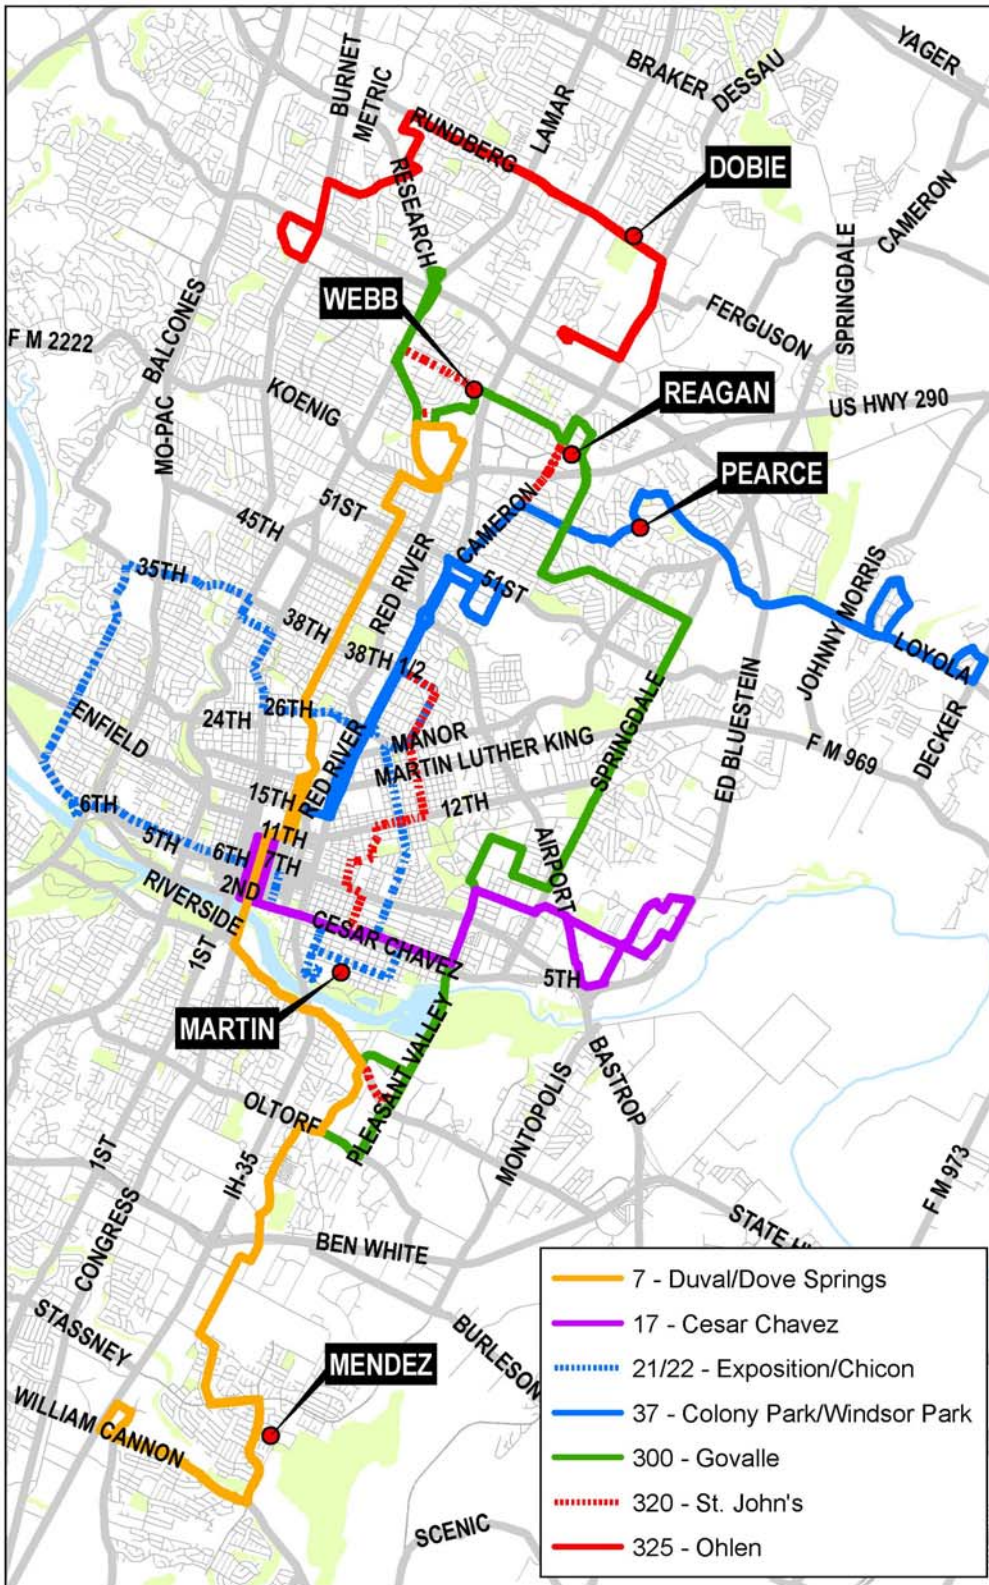 YAGER
BRAKER
DESSAU
BURNET
METRIC
LAMAR
RUNDBERG
DOBIE
RESEARCH
CAMERON
SPRINGDALE
WEBB
FERGUSON
F M 2222
BALCONES
MO-PAC
KOENIG
REAGAN
US HWY 290
PEARCE
51ST
45TH
CAMERON
RED RIVER
51ST
35TH
38TH
38TH 1/2
JOHNNY MORRIS
LOYOLA
DECKER
ENFIELD
24TH
26TH
MANOR
MARTIN LUTHER KING
SPRINGDALE
ED BLUESTEIN
F M 969
RED RIVER
15TH
12TH
6TH
5TH
11TH
6TH
7TH
2ND
AIRPORT
RIVERSIDE
CESAR CHAVEZ
1ST
5TH
MARTIN
PLEASANT VALLEY
BASTROP
MONTOPOLIS
OLTORF
1ST
IH-35
F M 973
CONGRESS
BEN WHITE
STATE H
STASSNEY
BURLESON
MENDEZ
WILLIAM CANNON
SCENIC
7 - Duval/Dove Springs
17 - Cesar Chavez
21/22 - Exposition/Chicon
37 - Colony Park/Windsor Park
300 - Govalle
320 - St. John's
325 - Ohlen